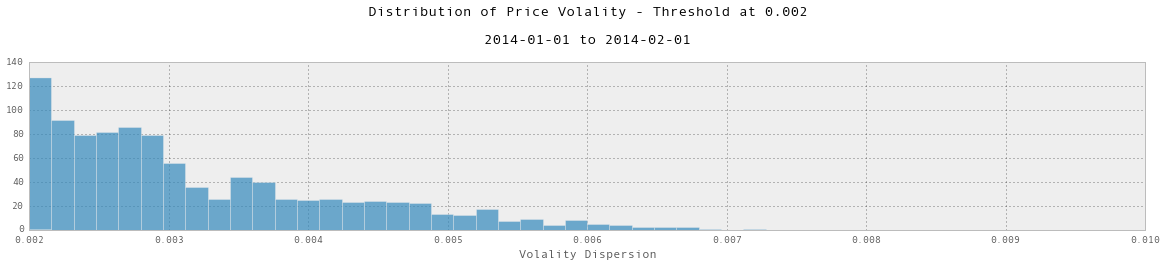 Distribution of Price Volality - Threshold at 0.002
2014-01-01 to 2014-02-01
140
120
100
80
60
40
20
0
0.002 0.003 0.004 0.005 0.006 0.007 0.008 0.009 0.010
Volality Dispersion